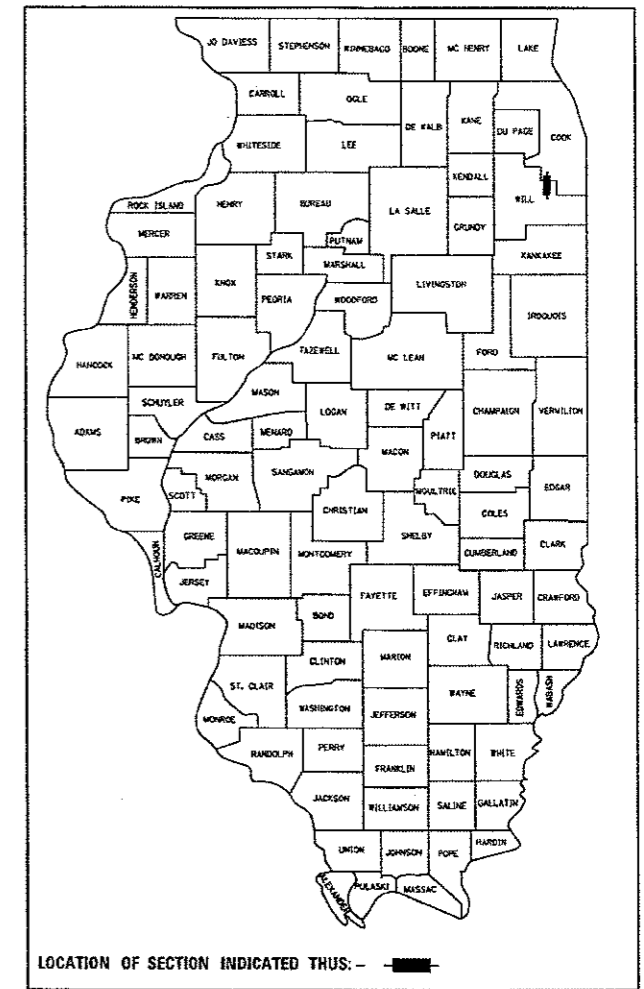 JO DAVIESS STEPHENSON WINNEBAGO BOONE MC HENRY LAKE
CARROLL OGLE DE KALB KANE DU PAGE COOK
WHITESIDE LEE KENDALL WILL
ROCK ISLAND HENRY BUREAU LA SALLE GRUNDY
MERCER PUTNAM KANKAKEE
STARK MARSHALL
HENDERSON WARREN KNOX PEORIA WOODFORD LIVINGSTON IROQUOIS
HANCOCK MC DONOUGH FULTON TAZEWELL MC LEAN FORD
SCHUYLER MASON LOGAN DE WITT CHAMPAIGN VERMILION
ADAMS BROWN CASS MENARD MACON PIATT
MORGAN SANGAMON DOUGLAS
PIKE SCOTT CHRISTIAN MOULTRIE COLES EDGAR
CALHOUN GREENE MACOUPIN MONTGOMERY SHELBY CUMBERLAND CLARK
JERSEY FAYETTE EFFINGHAM JASPER CRAWFORD
MADISON BOND CLAY RICHLAND LAWRENCE
CLINTON MARION
ST. CLAIR WAYNE EDWARDS WABASH
MONROE WASHINGTON JEFFERSON
RANDOLPH PERRY HAMILTON WHITE
FRANKLIN
JACKSON WILLIAMSON SALINE GALLATIN
UNION JOHNSON POPE HARDIN
ALEXANDER PULASKI MASSAC
LOCATION OF SECTION INDICATED THUS: -